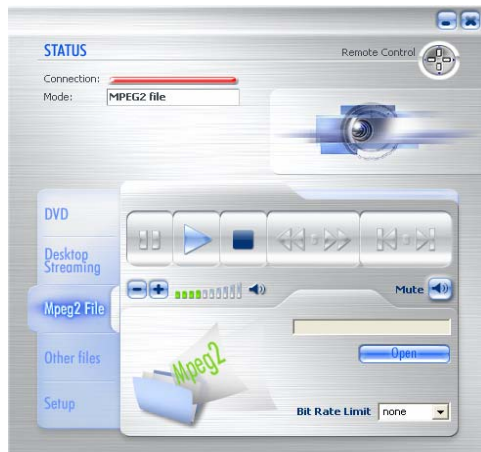 STATUS
Remote Control
Connection:
Mode: MPEG2 file
DVD
Desktop
Streaming
Mpeg2 File
Mute
Other files
Mpeg2
Open
Setup
Bit Rate Limit none